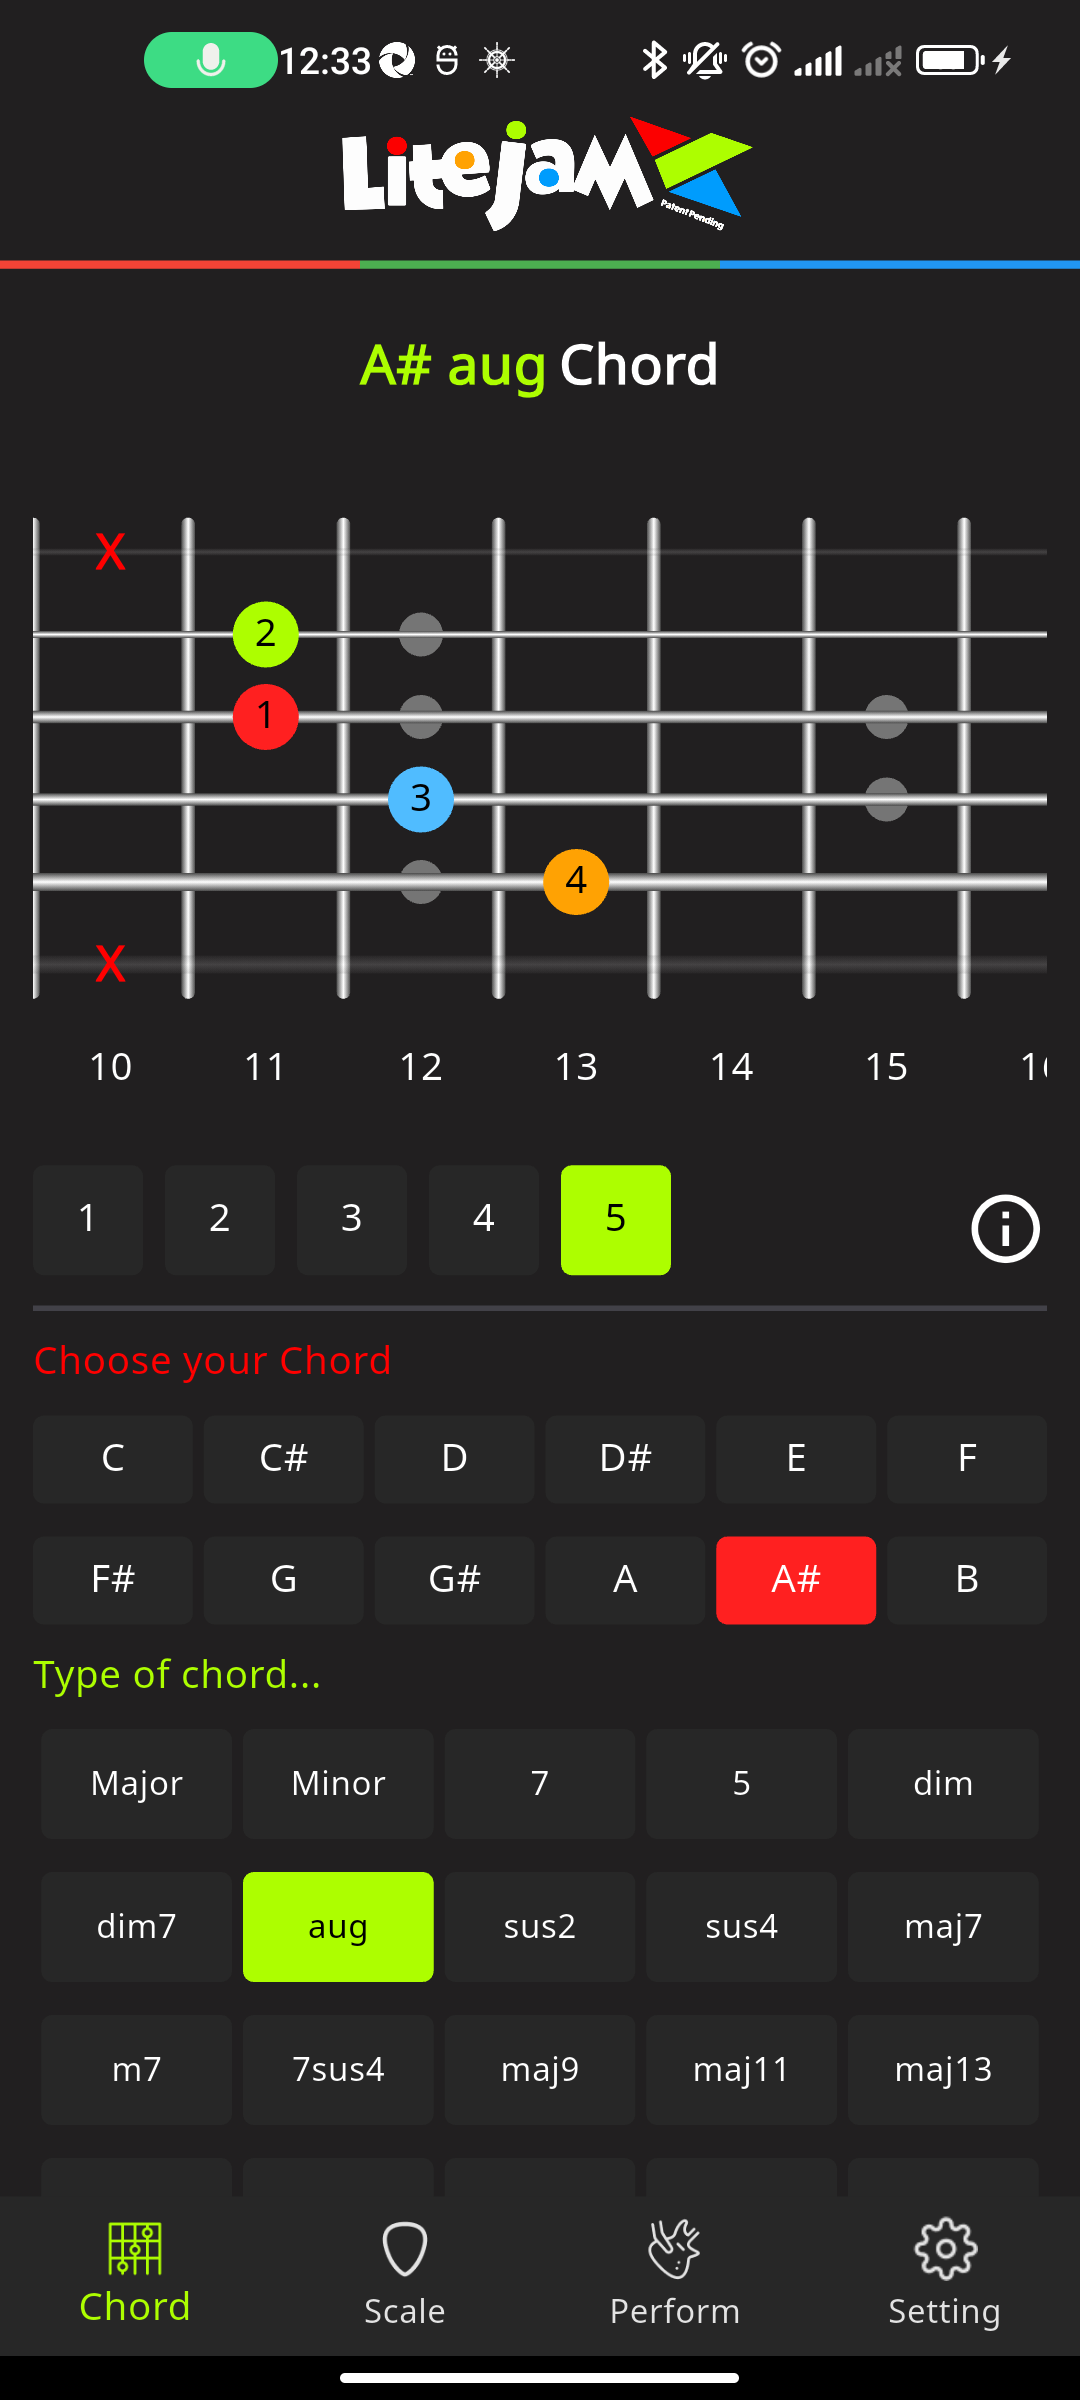 12:33
Litejam
Patent Pending
A# aug Chord
X
2
1
3
4
X
10 11 12 13 14 15
1 2 3 4 5
Choose your Chord
C C# D D# E F
F# G G# A A# B
Type of chord...
Major Minor 7 5 dim
dim7 aug sus2 sus4 maj7
m7 7sus4 maj9 maj11 maj13
Chord Scale Perform Setting